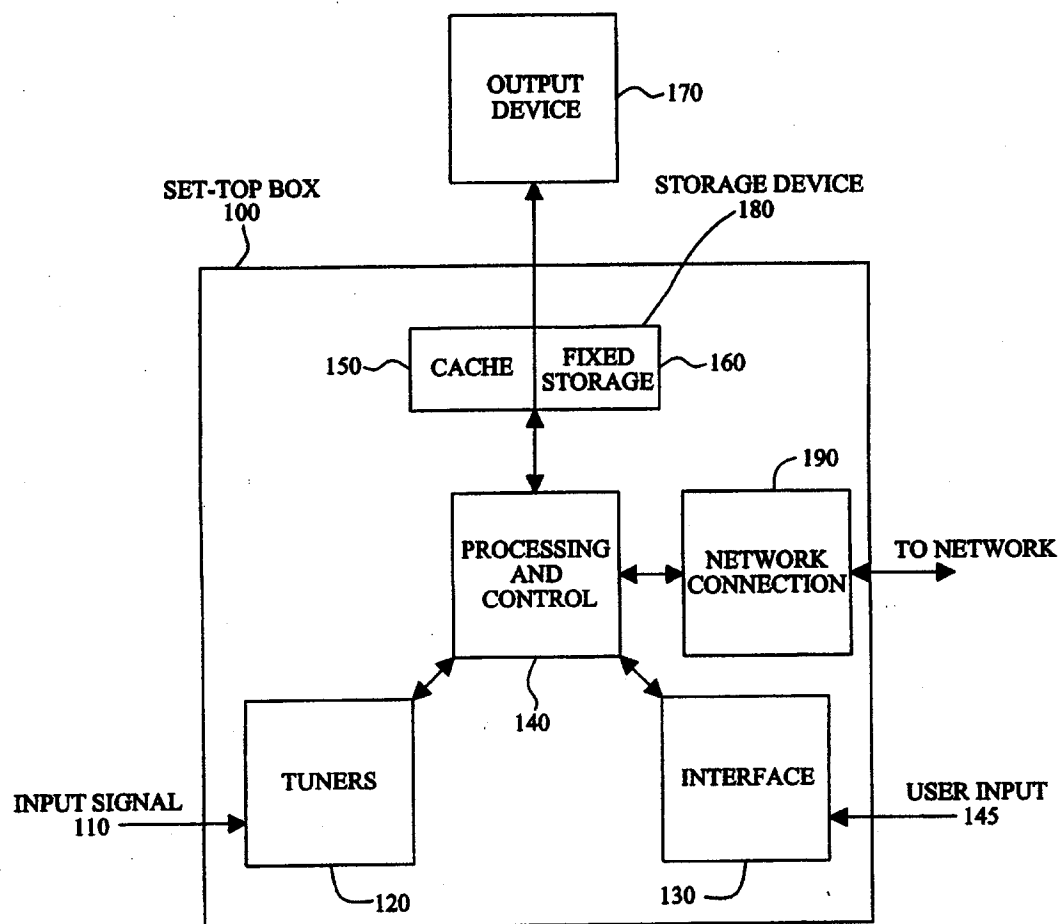 OUTPUT
DEVICE
170
SET-TOP BOX
100
STORAGE DEVICE
180
150
CACHE
FIXED
STORAGE
160
190
PROCESSING
AND
CONTROL
NETWORK
CONNECTION
TO NETWORK
140
TUNERS
INTERFACE
INPUT SIGNAL
110
USER INPUT
145
120
130